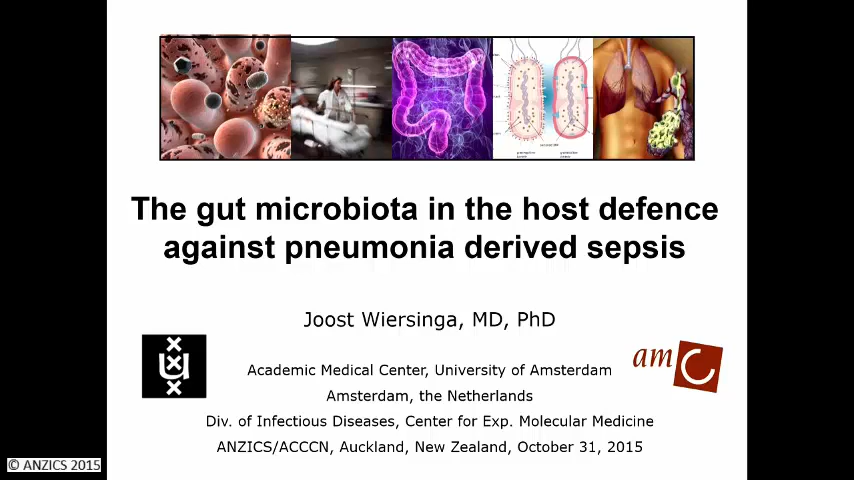 The gut microbiota in the host defence
against pneumonia derived sepsis
Joost Wiersinga, MD, PhD
amC
Academic Medical Center, University of Amsterdam
Amsterdam, the Netherlands
Div. of Infectious Diseases, Center for Exp. Molecular Medicine
ANZICS/ACCCN, Auckland, New Zealand, October 31, 2015
© ANZICS 2015